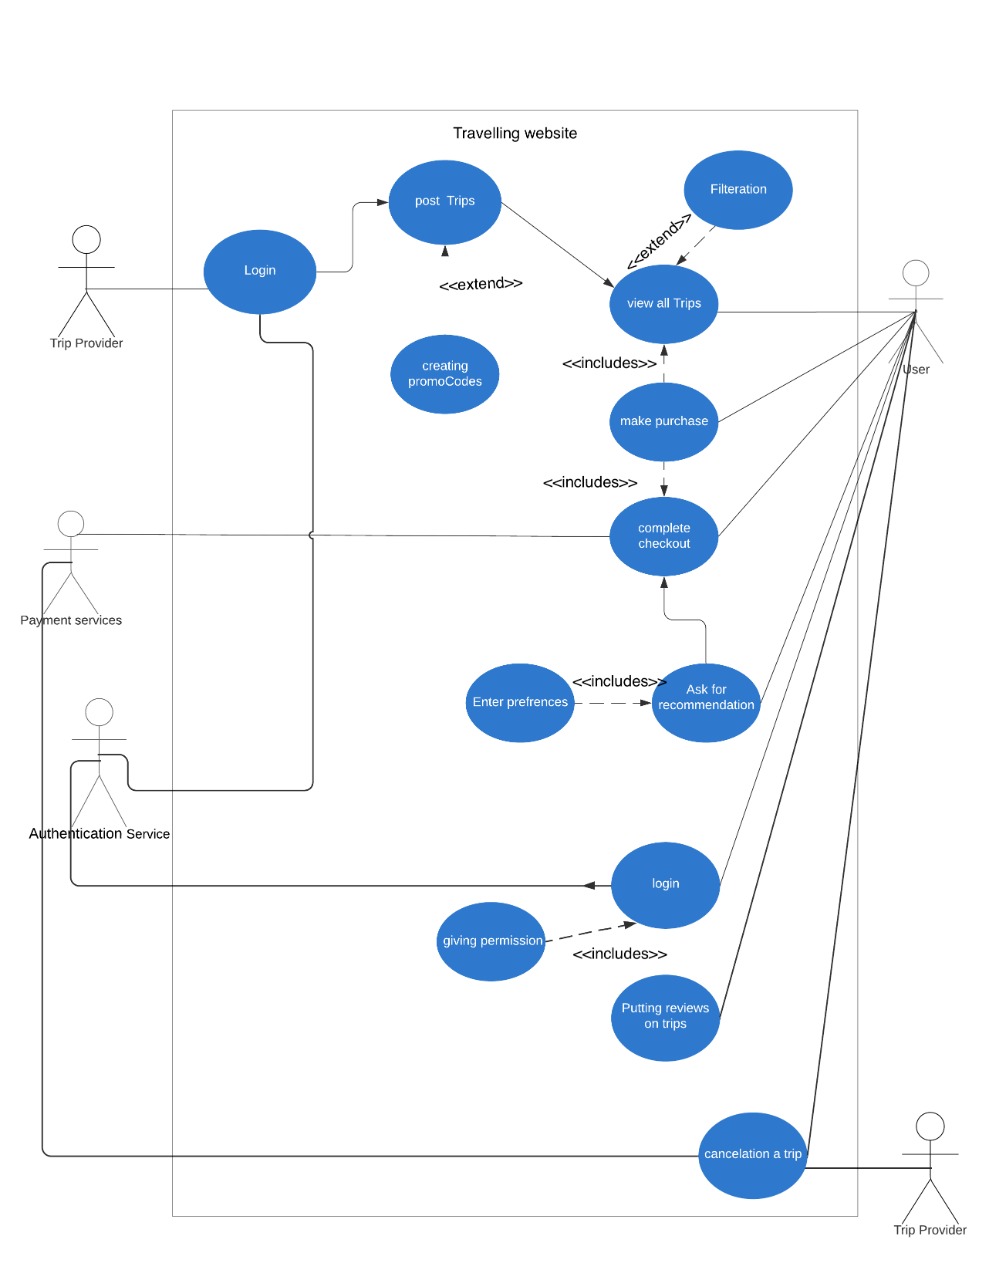 Travelling website
post  Trips
Filteration
<<extend>>
Login
<<extend>>
view all Trips
Trip Provider
<<includes>>
User
creating
promoCodes
make purchase
<<includes>>
complete
checkout
Payment services
<<includes>>
Enter prefrences
Ask for
recommendation
Authentication Service
login
giving permission
<<includes>>
Putting reviews
on trips
cancelation a trip
Trip Provider